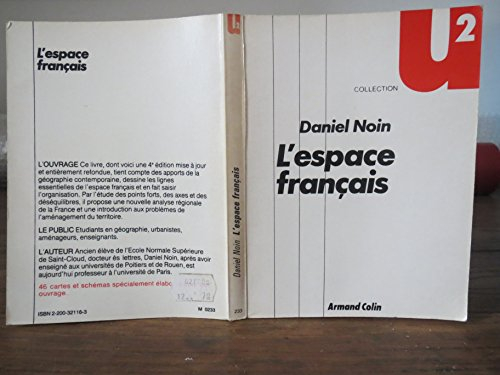 L'espace
français
L'OUVRAGE Ce livre, dont voici une 4e édition mise à jour
et entièrement refondue, tient compte des apports de la
géographie contemporaine, dessine les lignes
essentielles de l'espace français et en fait saisir
l'organisation. Par l'étude des points forts, des axes et des
déséquilibres, il propose une nouvelle analyse régionale
de la France et une introduction aux problèmes de
l'aménagement du territoire.
LE PUBLIC Etudiants en géographie, urbanistes,
aménageurs, enseignants.
L'AUTEUR Ancien élève de l'Ecole Normale Supérieure
de Saint-Cloud, docteur ès lettres, Daniel Noin, après avoir
enseigné aux universités de Poitiers et de Rouen, est
aujourd'hui professeur à l'université de Paris.
46 cartes et schémas spécialement
ouvrage
ISBN 2-200-32116-3
M 0233
u2
Daniel Noin L'espace français
233
COLLECTION
u2
Daniel Noin
L'espace
français
Armand Colin